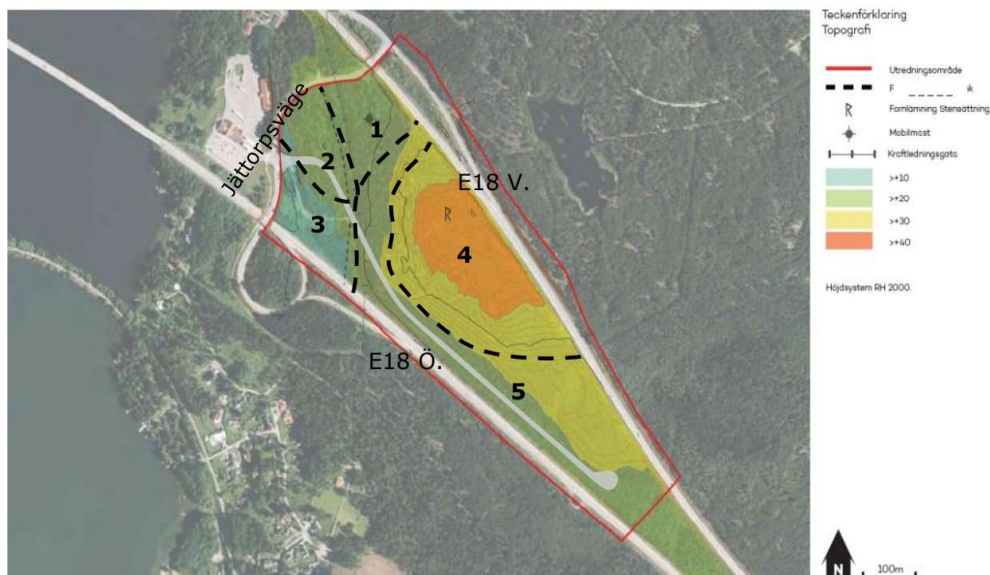 Teckenförklaring
Topografi
Utredningsområde
F
Fornlämning Stensättning
Mobilmast
Kraftledningsgata
>+10
>+20
>+30
>+40
Höjdsystem RH 2000.
Jättorpsväge
E18 V.
E18 Ö.
1
2
3
R
4
5
N
100m